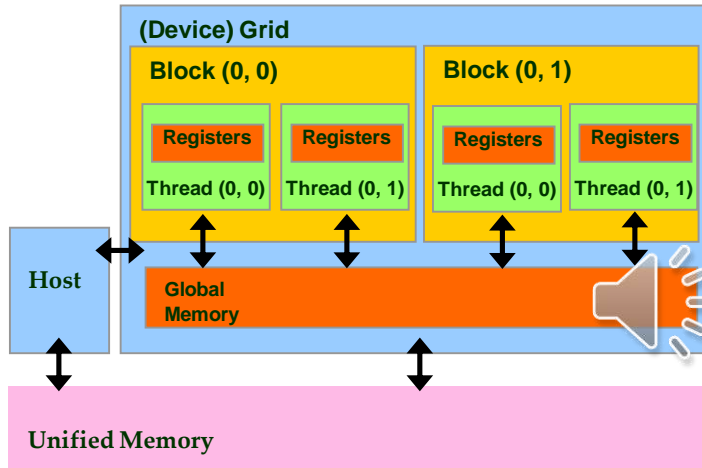 (Device) Grid
Block (0, 0)
Block (0, 1)
Registers
Registers
Registers
Registers
Thread (0, 0)
Thread (0, 1)
Thread (0, 0)
Thread (0, 1)
Host
Global
Memory
Unified Memory